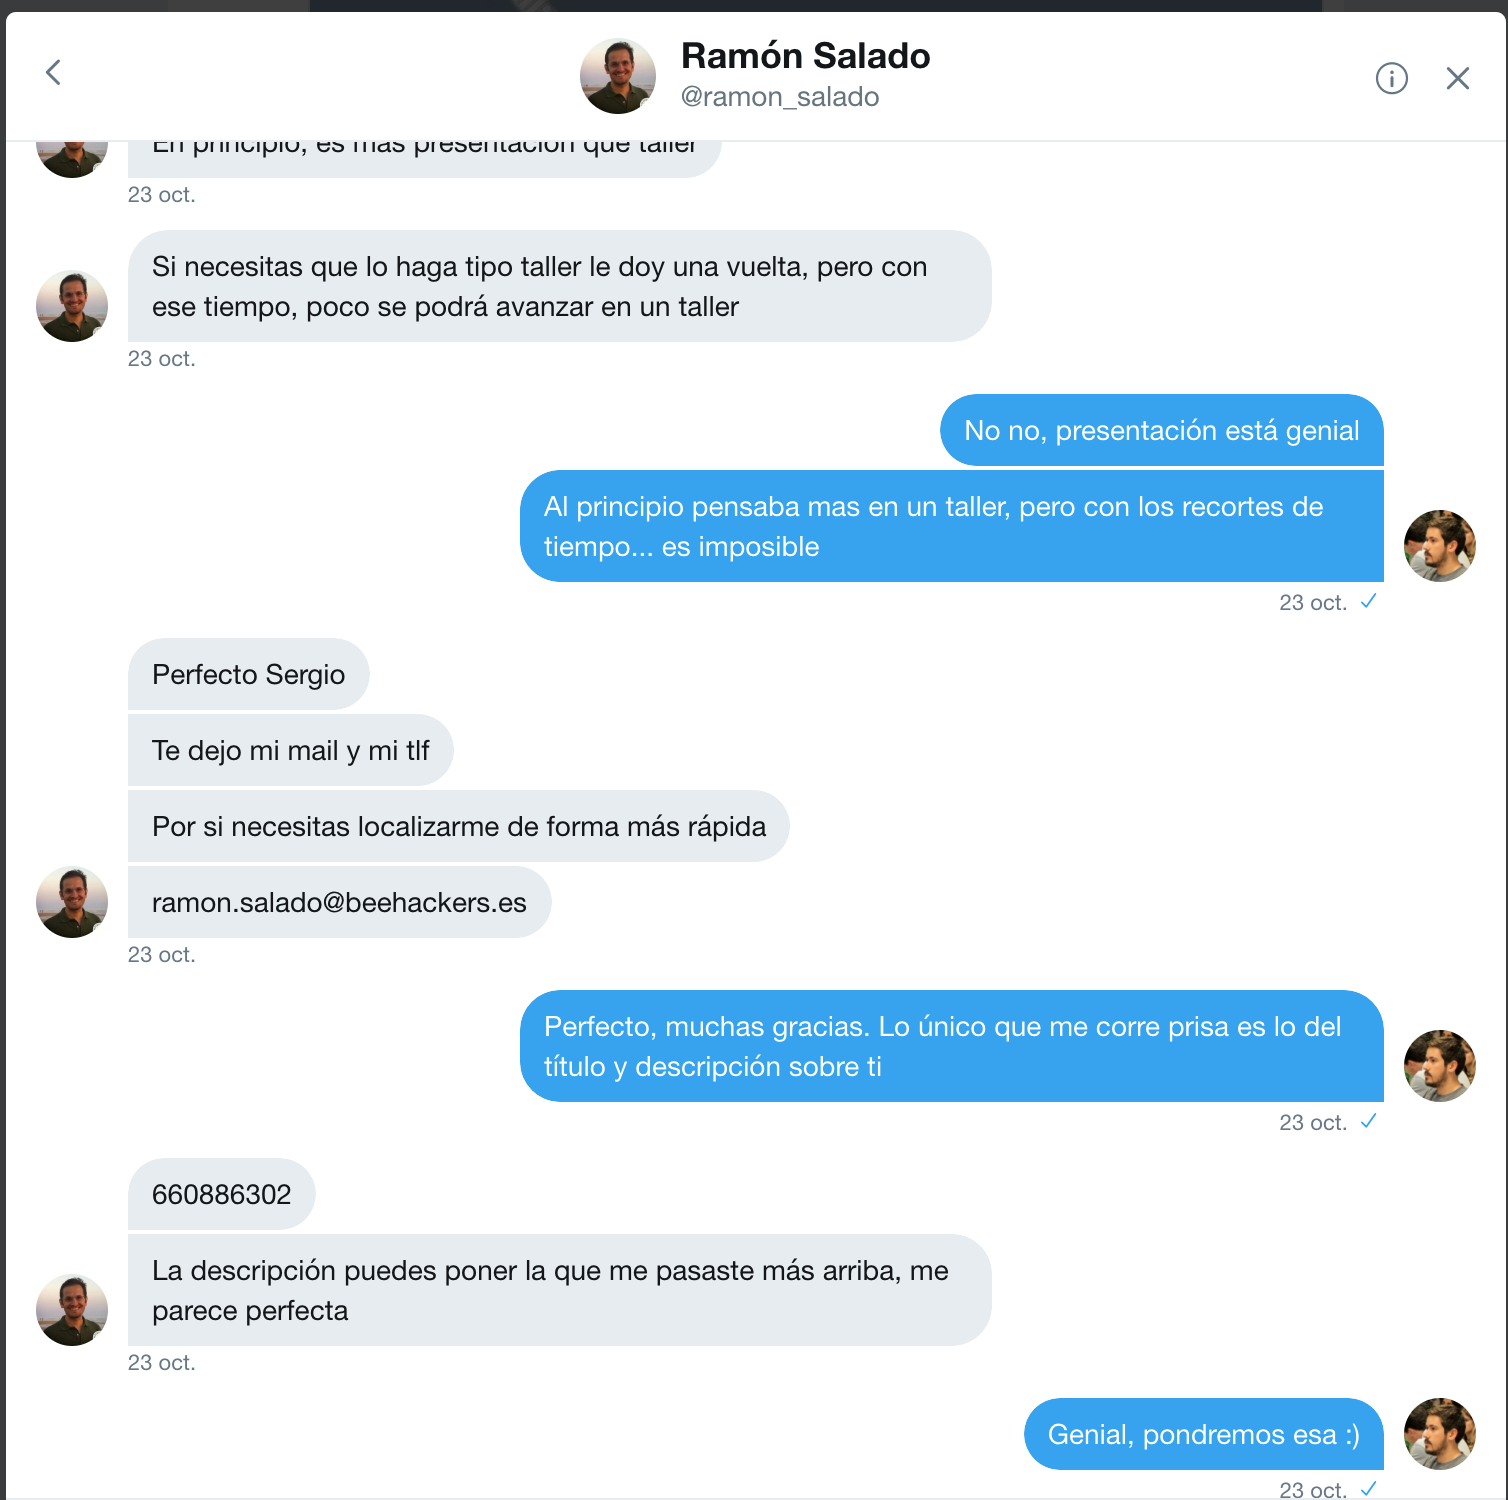 Ramón Salado
@ramon_salado
En principio, es más presentación que taller
23 oct.
Si necesitas que lo haga tipo taller le doy una vuelta, pero con
ese tiempo, poco se podrá avanzar en un taller
23 oct.
No no, presentación está genial
Al principio pensaba mas en un taller, pero con los recortes de
tiempo... es imposible
23 oct.
Perfecto Sergio
Te dejo mi mail y mi tlf
Por si necesitas localizarme de forma más rápida
ramon.salado@beehackers.es
23 oct.
Perfecto, muchas gracias. Lo único que me corre prisa es lo del
título y descripción sobre ti
23 oct.
660886302
La descripción puedes poner la que me pasaste más arriba, me
parece perfecta
23 oct.
Genial, pondremos esa :)
23 oct.